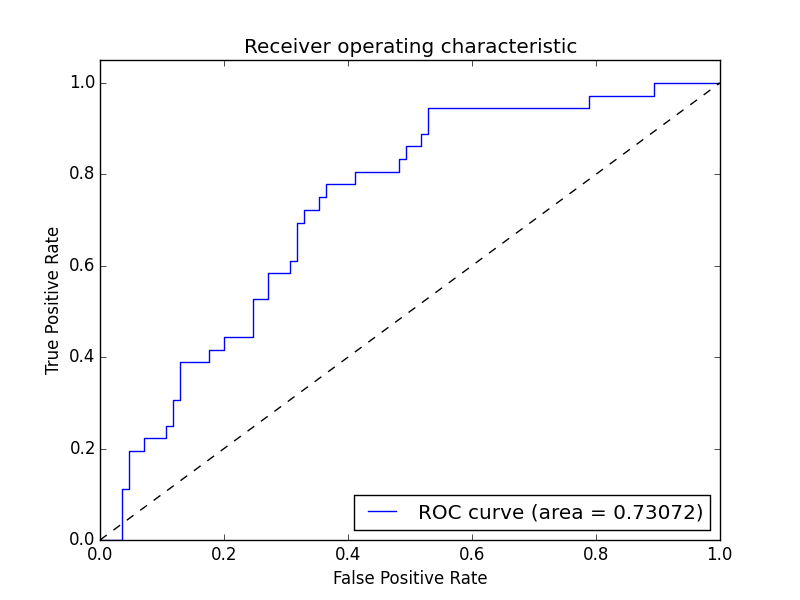 Receiver operating characteristic
True Positive Rate
1.0
0.8
0.6
0.4
0.2
0.0
ROC curve (area = 0.73072)
0.0 0.2 0.4 0.6 0.8 1.0
False Positive Rate